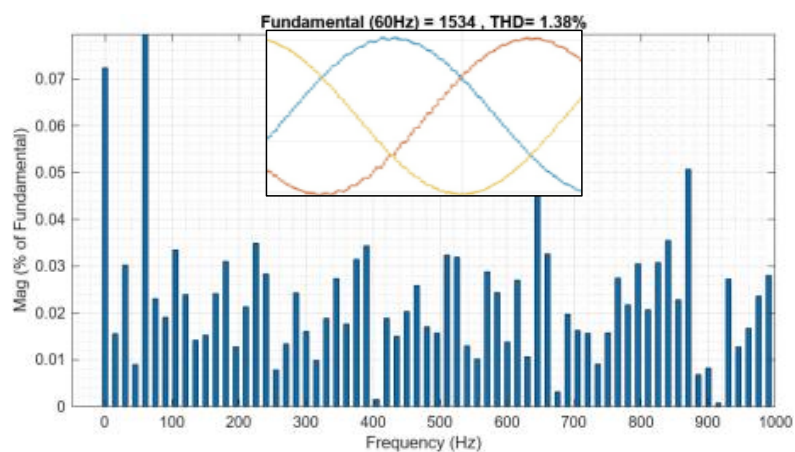 Fundamental (60Hz) = 1534 , THD= 1.38%
0.07
0.06
0.05
0.04
0.03
0.02
0.01
0
Mag (% of Fundamental)
0 100 200 300 400 500 600 700 800 900 1000
Frequency (Hz)